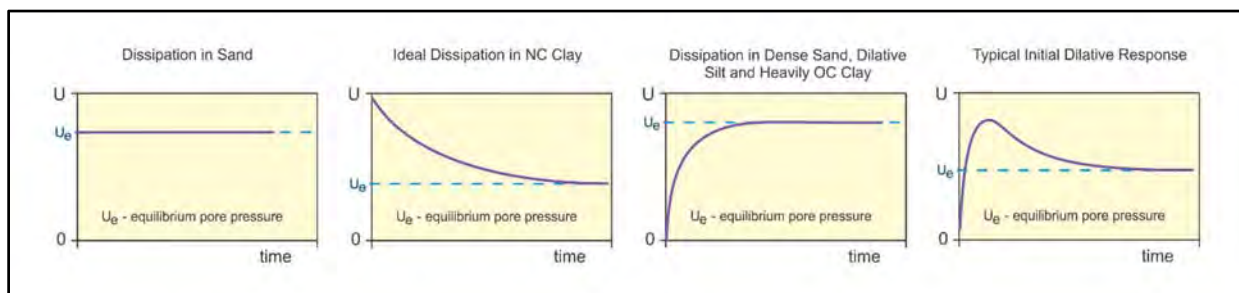 Dissipation in Sand
U
Ue
Ue - equilibrium pore pressure
0
time
Ideal Dissipation in NC Clay
U
Ue
Ue - equilibrium pore pressure
0
time
Dissipation in Dense Sand, Dilative
Silt and Heavily OC Clay
U
Ue
Ue - equilibrium pore pressure
0
time
Typical Initial Dilative Response
U
Ue
Ue - equilibrium pore pressure
0
time